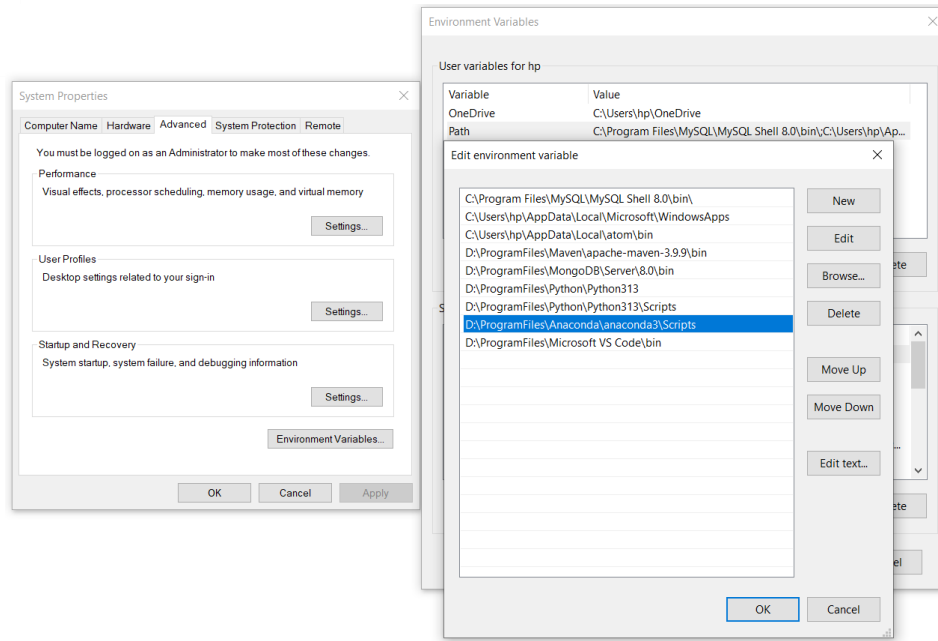 System Properties
Computer Name Hardware Advanced System Protection Remote
You must be logged on as an Administrator to make most of these changes.
Performance
Visual effects, processor scheduling, memory usage, and virtual memory
Settings...
User Profiles
Desktop settings related to your sign-in
Settings...
Startup and Recovery
System startup, system failure, and debugging information
Settings...
Environment Variables...
OK Cancel Apply
Environment Variables
User variables for hp
Variable Value
OneDrive C:\Users\hp\OneDrive
Path C:\Program Files\MySQL\MySQL Shell 8.0\bin\;C:\Users\hp\Ap...
Edit environment variable
C:\Program Files\MySQL\MySQL Shell 8.0\bin\
C:\Users\hp\AppData\Local\Microsoft\WindowsApps
C:\Users\hp\AppData\Local\atom\bin
D:\ProgramFiles\Maven\apache-maven-3.9.9\bin
D:\ProgramFiles\MongoDB\Server\8.0\bin
D:\ProgramFiles\Python\Python313
D:\ProgramFiles\Python\Python313\Scripts
D:\ProgramFiles\Anaconda\anaconda3\Scripts
D:\ProgramFiles\Microsoft VS Code\bin
New
Edit
Browse...
Delete
Move Up
Move Down
Edit text...
OK Cancel